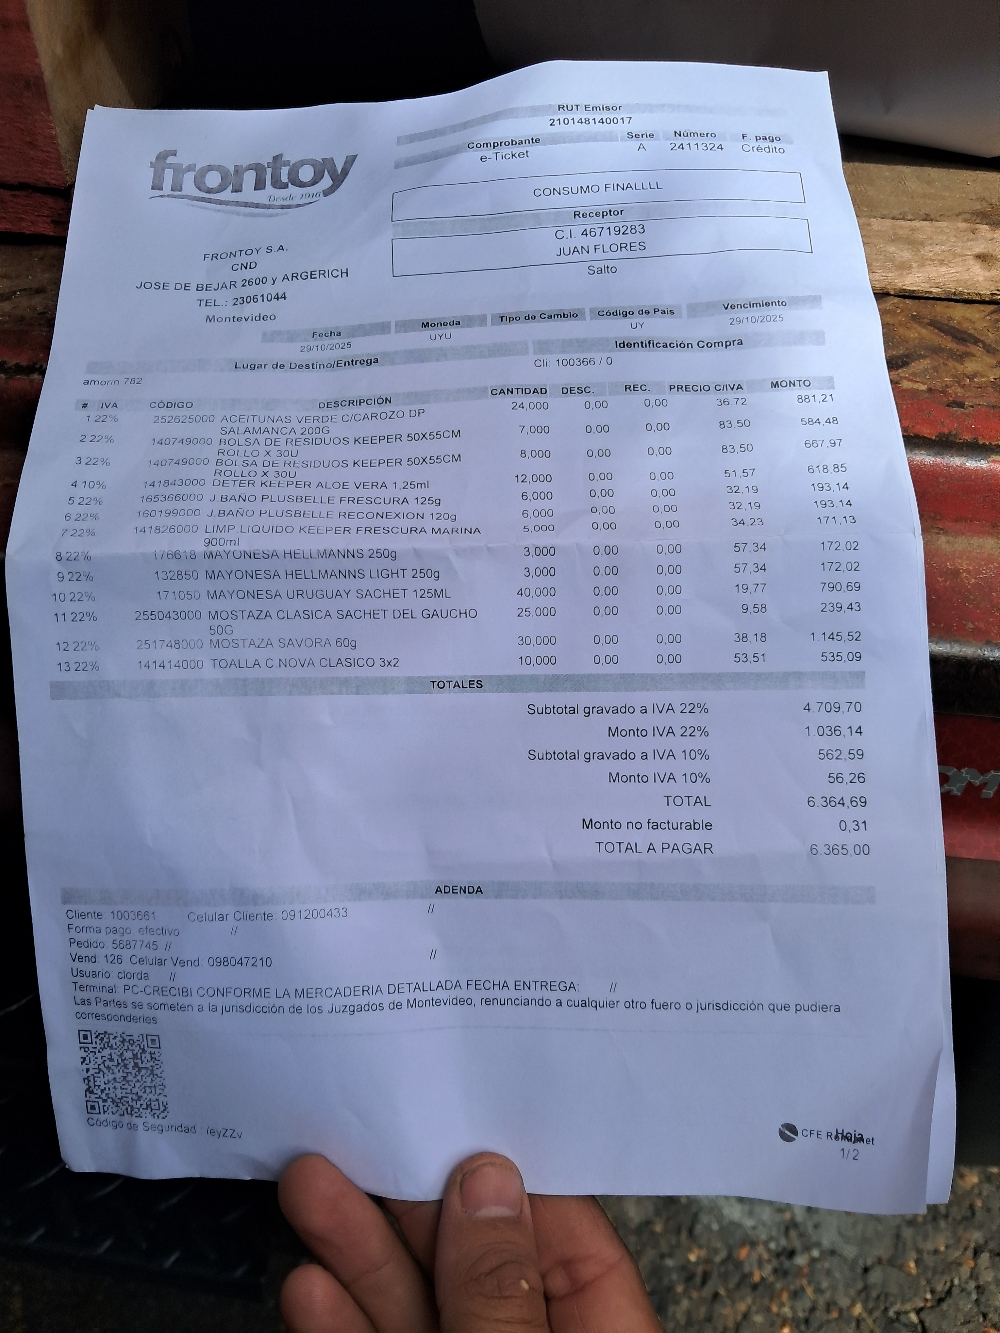 RUT Emisor
210148140017
Comprobante Serie Número F. pago
e-Ticket A 2411324 Crédito
frontoy
Desde 1916
CONSUMO FINALLLL
Receptor
C.I. 46719283
JUAN FLORES
Salto
FRONTOY S.A.
CND
JOSE DE BEJAR 2600 y ARGERICH
TEL.: 23061044
Montevideo
Fecha Moneda Tipo de Cambio Código de País Vencimiento
29/10/2025 UYU UY 29/10/2025
Lugar de Destino/Entrega Identificación Compra
amorin 782 Cli: 100366 / 0
# IVA CÓDIGO DESCRIPCIÓN CANTIDAD DESC. REC. PRECIO C/IVA MONTO
1 22% 252625000 ACEITUNAS VERDE C/CAROZO DP 24,000 0,00 0,00 36,72 881,21
SALAMANCA 200G
2 22% 140749000 BOLSA DE RESIDUOS KEEPER 50X55CM 7,000 0,00 0,00 83,50 584,48
ROLLO X 30U
3 22% 140749000 BOLSA DE RESIDUOS KEEPER 50X55CM 8,000 0,00 0,00 83,50 667,97
ROLLO X 30U
4 10% 141843000 DETER KEEPER ALOE VERA 1,25ml 12,000 0,00 0,00 51,57 618,85
5 22% 165366000 J.BAÑO PLUSBELLE FRESCURA 125g 6,000 0,00 0,00 32,19 193,14
6 22% 160199000 J.BAÑO PLUSBELLE RECONEXION 120g 6,000 0,00 0,00 32,19 193,14
7 22% 141826000 LIMP LIQUIDO KEEPER FRESCURA MARINA 5,000 0,00 0,00 34,23 171,13
900ml
8 22% 176618 MAYONESA HELLMANNS 250g 3,000 0,00 0,00 57,34 172,02
9 22% 132850 MAYONESA HELLMANNS LIGHT 250g 3,000 0,00 0,00 57,34 172,02
10 22% 171050 MAYONESA URUGUAY SACHET 125ML 40,000 0,00 0,00 19,77 790,69
11 22% 255043000 MOSTAZA CLASICA SACHET DEL GAUCHO 25,000 0,00 0,00 9,58 239,43
50G
12 22% 251748000 MOSTAZA SAVORA 60g 30,000 0,00 0,00 38,18 1.145,52
13 22% 141414000 TOALLA C NOVA CLASICO 3x2 10,000 0,00 0,00 53,51 535,09
TOTALES
Subtotal gravado a IVA 22% 4.709,70
Monto IVA 22% 1.036,14
Subtotal gravado a IVA 10% 562,59
Monto IVA 10% 56,26
TOTAL 6.364,69
Monto no facturable 0,31
TOTAL A PAGAR 6.365,00
ADENDA
Cliente: 1003661 Celular Cliente: 091200433 //
Forma pago: efectivo //
Pedido: 5687745 //
Vend: 126 Celular Vend: 098047210 //
Usuario: clorda //
Terminal: PC-CRECIBI CONFORME LA MERCADERIA DETALLADA FECHA ENTREGA: //
Las Partes se someten a la jurisdicción de los Juzgados de Montevideo, renunciando a cualquier otro fuero o jurisdicción que pudiera
corresponderles
Código de Seguridad : ieyZZv
CFE
Hoja
1/2